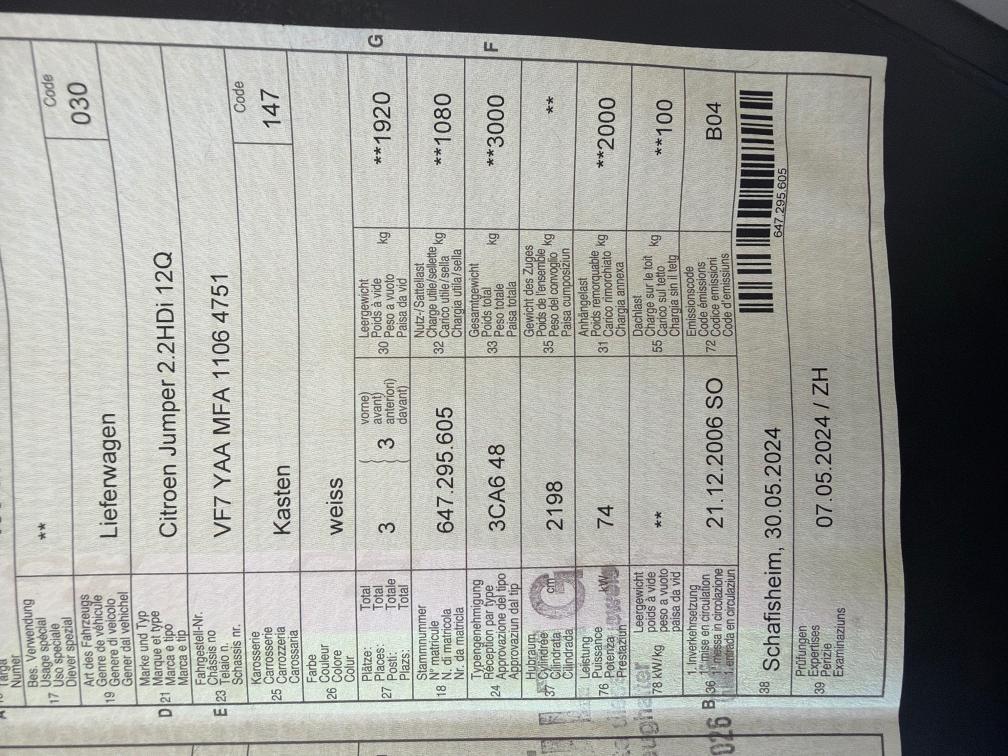 A 15 Targa
Numer
Bes. Verwendung
Usage spécial
17 Uso speciale
Diever spezial
**
Code
Art des Fahrzeugs
Genre de véhicule
19 Genere di veicolo
Gener dal vehichel
Lieferwagen
030
Marke und Typ
D 21 Marque et type
Marca e tipo
Marca e tip
Citroen Jumper 2.2HDi 12Q
Fahrgestell-Nr.
E 23 Châssis no
Telaio n.
Schassis nr.
VF7 YAA MFA 1106 4751
Code
Karosserie
25 Carrosserie
Carrozzeria
Carossaria
Kasten
147
Farbe
26 Couleur
Colore
Colur
weiss
Plätze: Total
27 Places: Total
Posti: Totale
Plazs: Total
3
3
vorne)
avant)
anteriori)
davant)
Leergewicht
Poids à vide
30 Peso a vuoto kg
Paisa da vid
**1920
G
Stammnummer
18 N° matricule
N. di matricola
Nr. da matricla
647.295.605
Nutz-/Sattellast
Charge utile/sellette
32 Carico utile/sella kg
Chargia utila/sella
**1080
Typengenehmigung
24 Réception par type
Approvazione del tipo
Approvaziun dal tip
3CA6 48
Gesamtgewicht
Poids total
33 Peso totale kg
Paisa totala
**3000
F
Hubraum
37 Cylindrée cm
Cilindrata
Cilindrada
2198
Gewicht des Zuges
Poids de l'ensemble
35 Peso del convoglio kg
Paisa cumposiziun
**
Leistung
76 Puissance kW
Potenza
Prestaziun
74
Anhängelast
Poids remorquable
31 Carico rimorchiato kg
Chargia annexa
**2000
Leergewicht
78 kW/kg poids à vide
peso a vuoto
paisa da vid
**
Dachlast
Charge sur le toit
55 Carico sul tetto kg
Chargia sin il tetg
**100
026
B 36 1. Inverkehrsetzung
1re mise en circulation
1a messa in circolazione
1. entrada en circulaziun
21.12.2006 SO
Emissionscode
Code émissions
72 Codice emissioni
Code d'emissiuns
B04
38 Schafisheim, 30.05.2024
647.295.605
Prüfungen
Expertises
39 Perizie
Examinaziuns
07.05.2024 / ZH